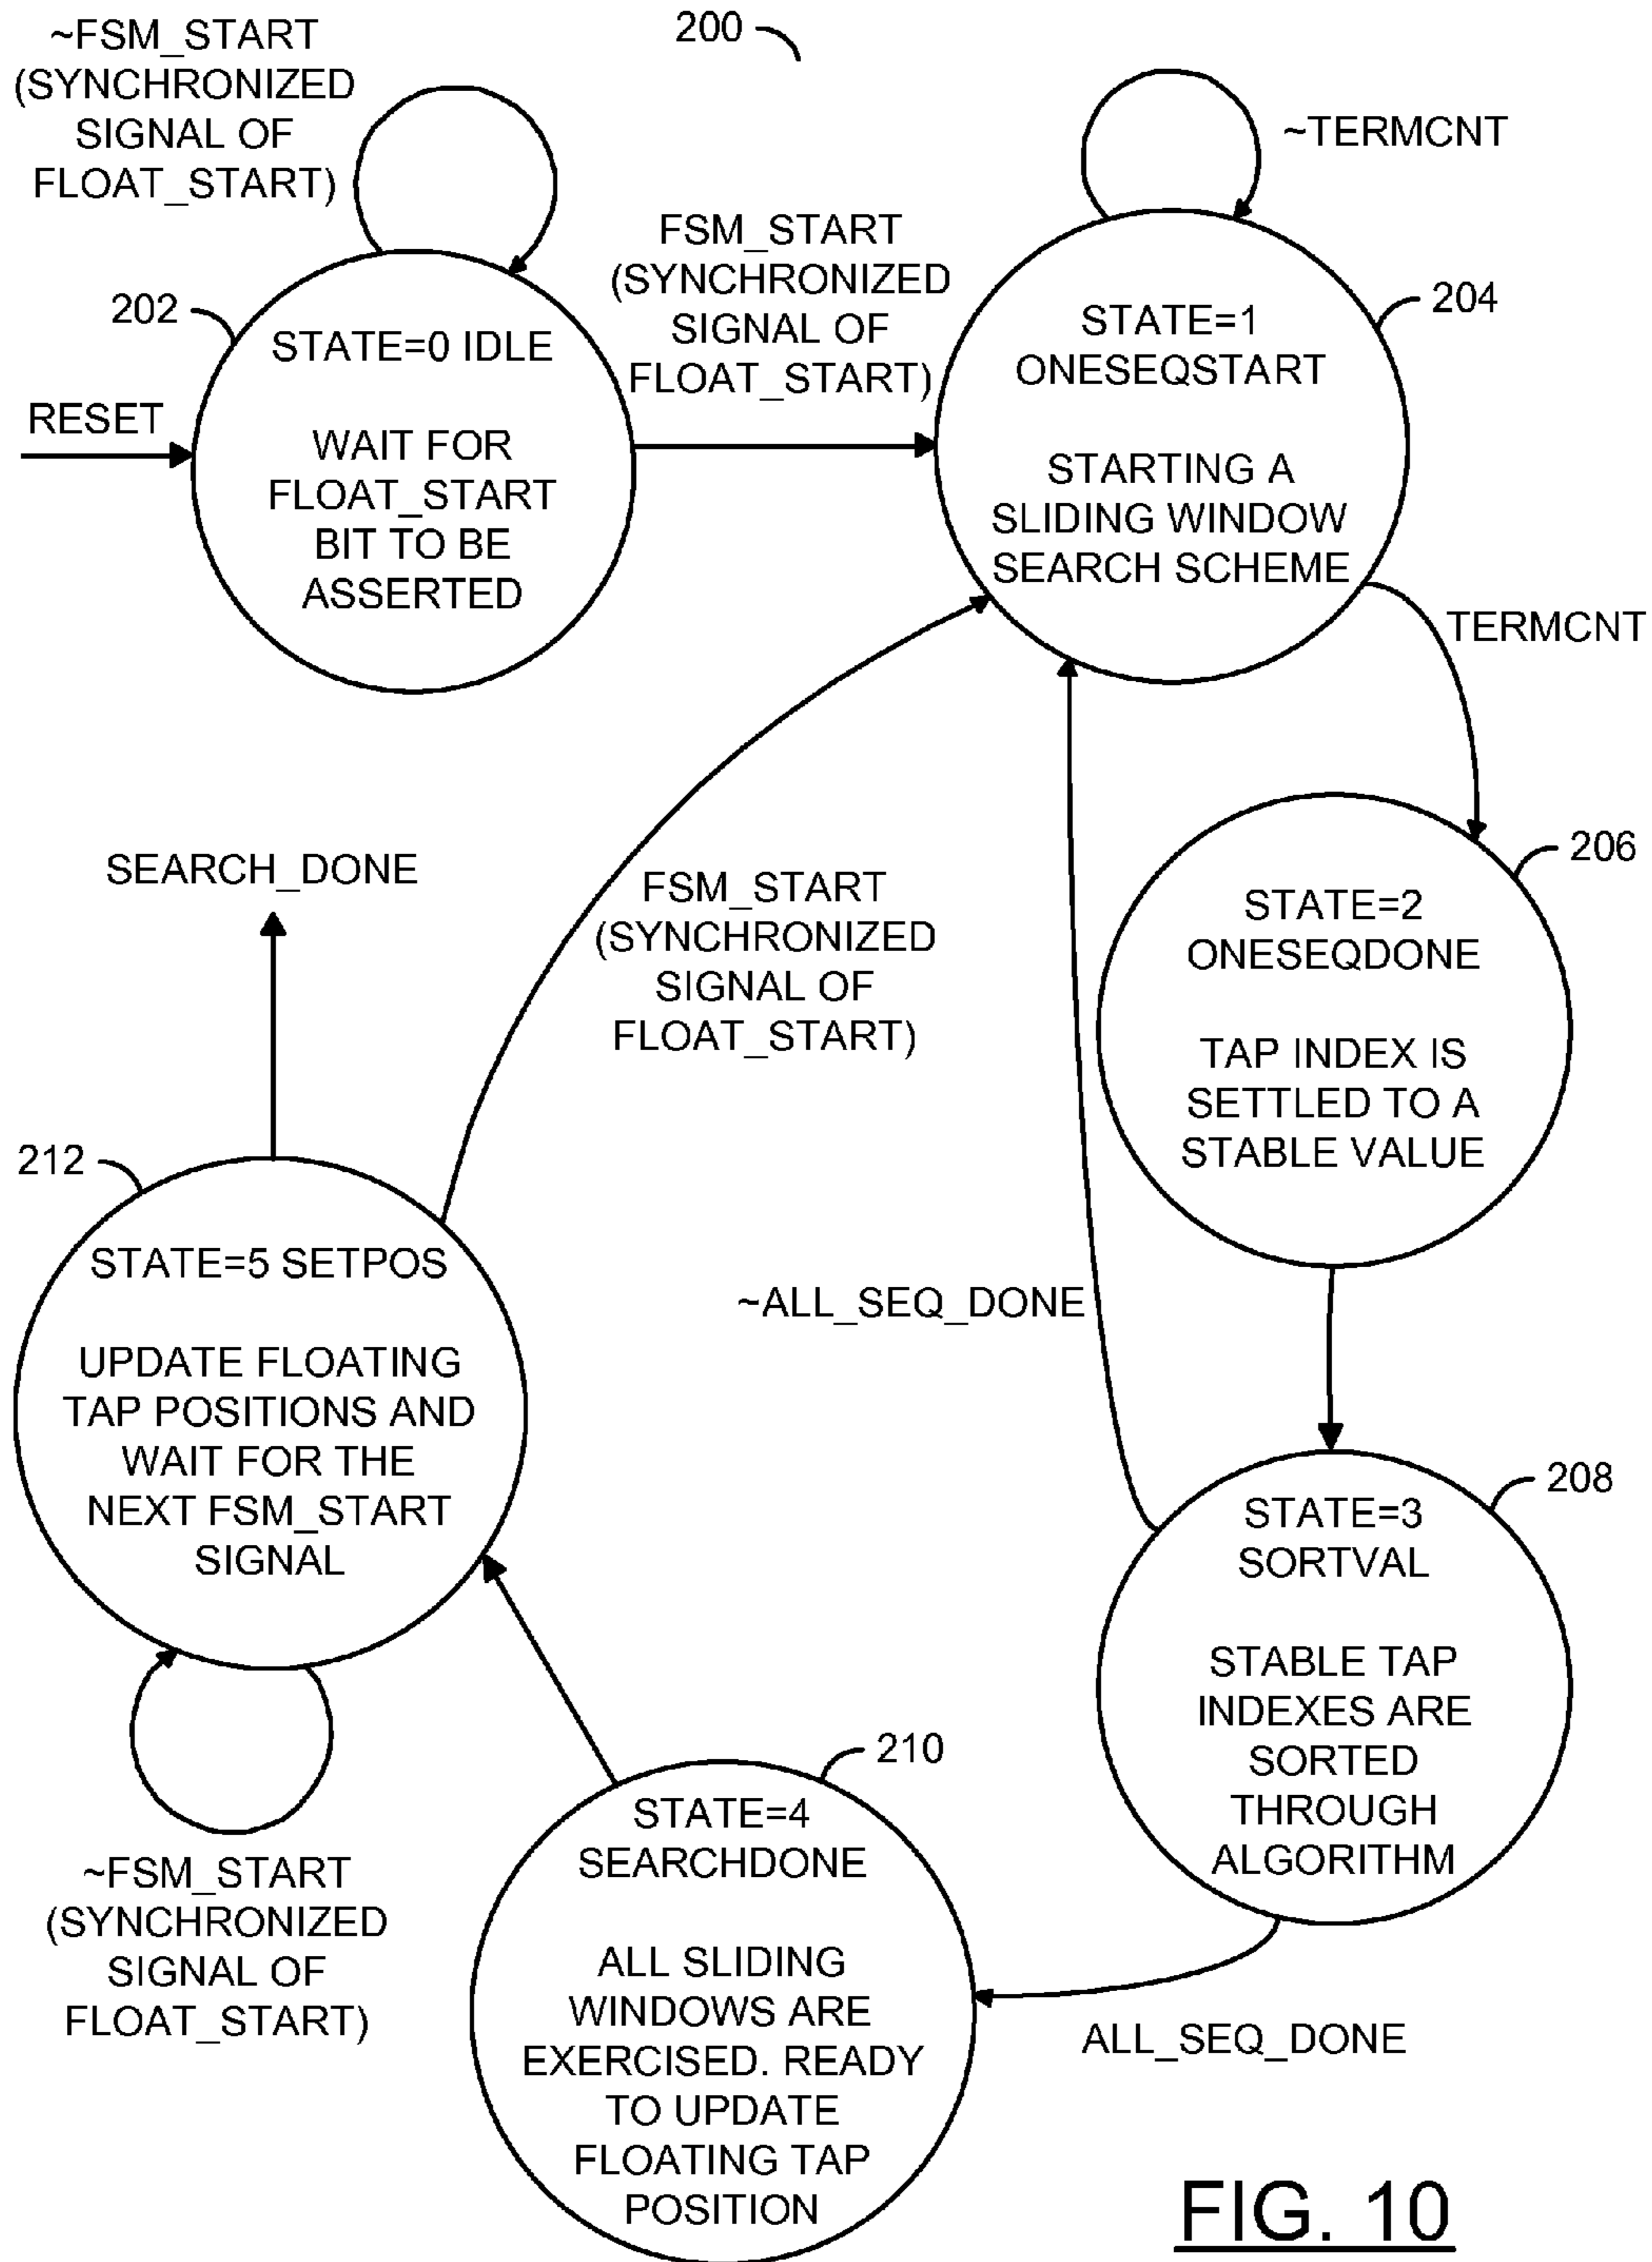 200
~FSM_START
(SYNCHRONIZED
SIGNAL OF
FLOAT_START)
~TERMCNT
FSM_START
(SYNCHRONIZED
SIGNAL OF
FLOAT_START)
202
STATE=0 IDLE
WAIT FOR
FLOAT_START
BIT TO BE
ASSERTED
RESET
204
STATE=1
ONESEQSTART
STARTING A
SLIDING WINDOW
SEARCH SCHEME
TERMCNT
206
STATE=2
ONESEQDONE
TAP INDEX IS
SETTLED TO A
STABLE VALUE
SEARCH_DONE
FSM_START
(SYNCHRONIZED
SIGNAL OF
FLOAT_START)
212
STATE=5 SETPOS
UPDATE FLOATING
TAP POSITIONS AND
WAIT FOR THE
NEXT FSM_START
SIGNAL
~ALL_SEQ_DONE
208
STATE=3
SORTVAL
STABLE TAP
INDEXES ARE
SORTED
THROUGH
ALGORITHM
210
STATE=4
SEARCHDONE
ALL SLIDING
WINDOWS ARE
EXERCISED. READY
TO UPDATE
FLOATING TAP
POSITION
~FSM_START
(SYNCHRONIZED
SIGNAL OF
FLOAT_START)
ALL_SEQ_DONE
FIG. 10